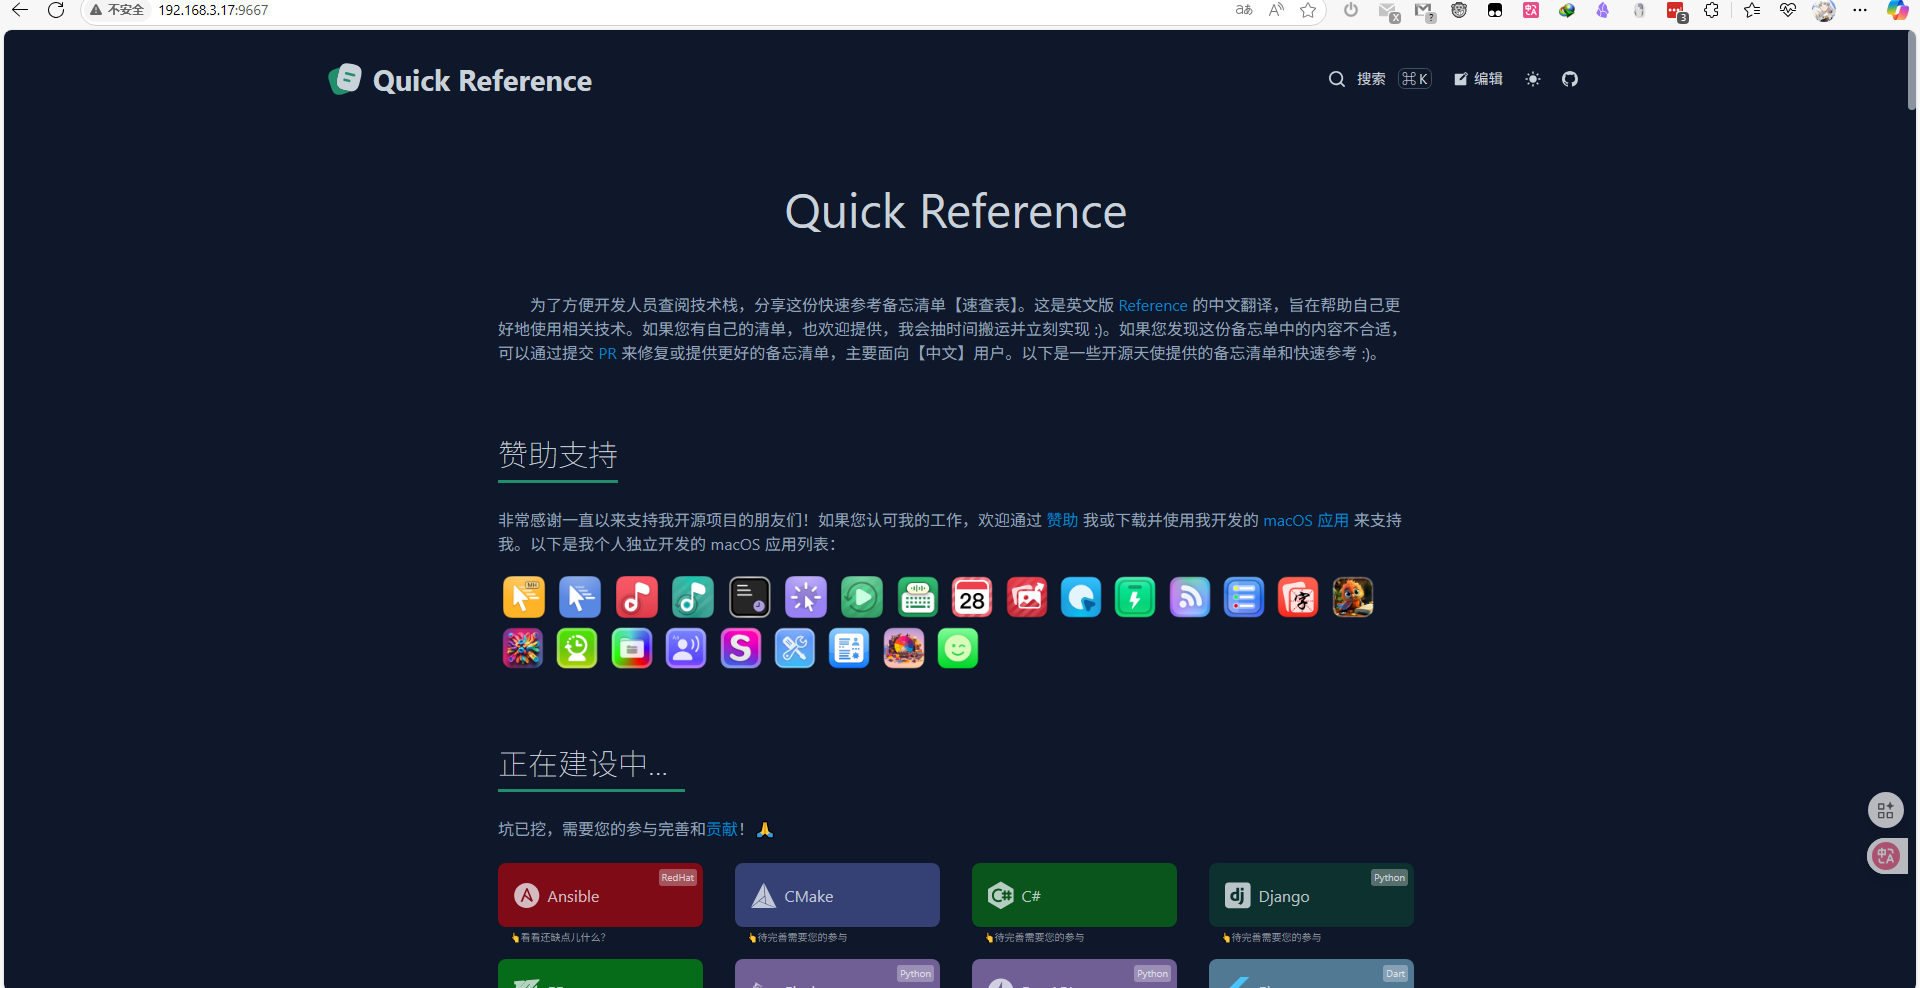 不安全
192.168.3.17:9667
Quick Reference
搜索
⌘K
编辑
Quick Reference
为了方便开发人员查阅技术栈，分享这份快速参考备忘清单【速查表】。这是英文版 Reference 的中文翻译，旨在帮助自己更
好地使用相关技术。如果您有自己的清单，也欢迎提供，我会抽时间搬运并立刻实现 :)。如果您发现这份备忘单中的内容不合适，
可以通过提交 PR 来修复或提供更好的备忘清单，主要面向【中文】用户。以下是一些开源天使提供的备忘清单和快速参考 :)。
赞助支持
非常感谢一直以来支持我开源项目的朋友们！如果您认可我的工作，欢迎通过 赞助 我或下载并使用我开发的 macOS 应用 来支持
我。以下是我个人独立开发的 macOS 应用列表：
28
字
正在建设中...
坑已挖，需要您的参与完善和贡献！🙏
RedHat
Ansible
CMake
C#
Python
Django
👆看看还缺点儿什么？
👆待完善需要您的参与
👆待完善需要您的参与
👆待完善需要您的参与
Python
Python
Dart